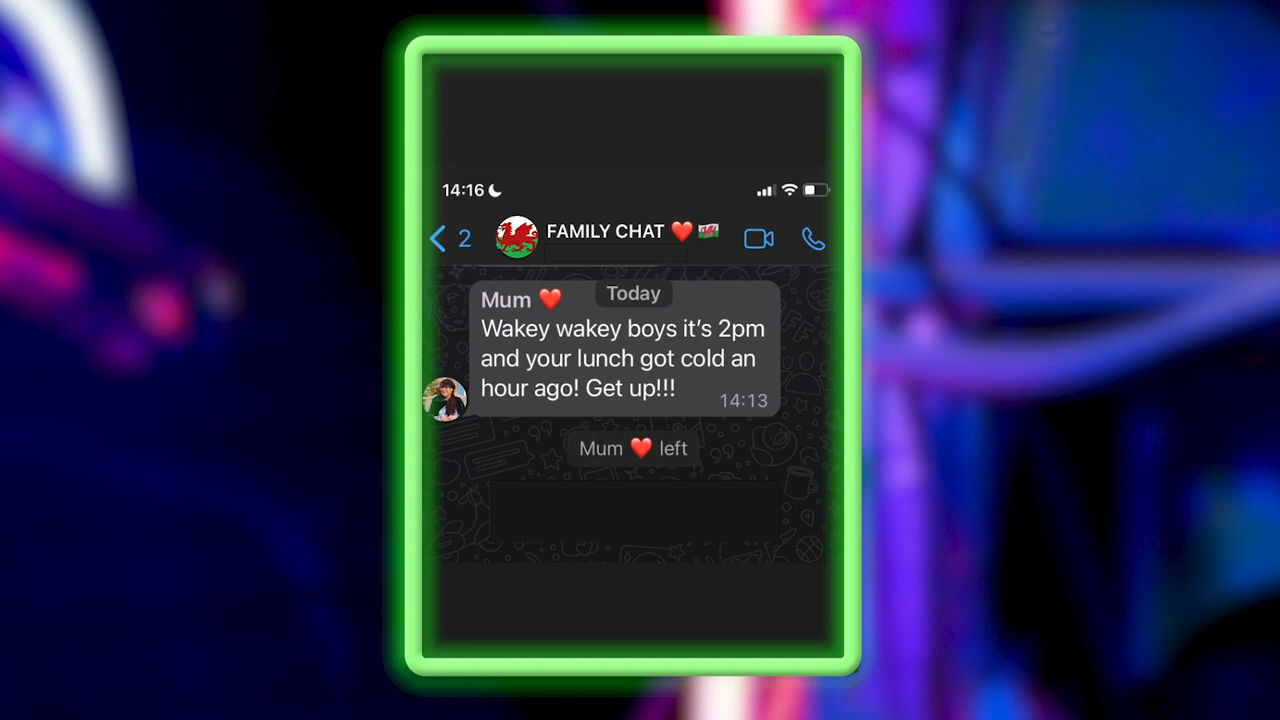 14:16
2
FAMILY CHAT ❤️ 🏴󠁧󠁢󠁷󠁬󠁳󠁿
Today
Mum ❤️
Wakey wakey boys it’s 2pm
and your lunch got cold an
hour ago! Get up!!!
14:13
Mum ❤️ left